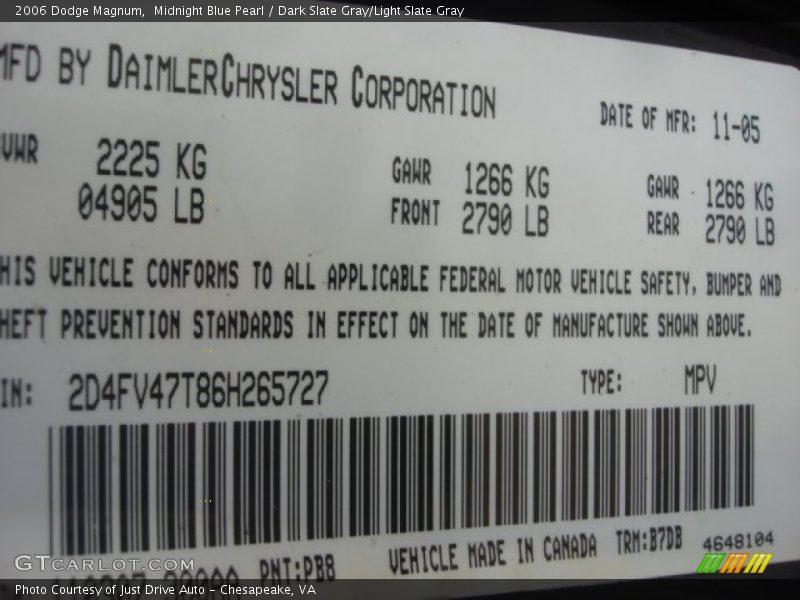 2006 Dodge Magnum, Midnight Blue Pearl / Dark Slate Gray/Light Slate Gray
MFD BY DAIMLERCHRYSLER CORPORATION
DATE OF MFR: 11-05
GVWR 2225 KG
04905 LB
GAWR 1266 KG
FRONT 2790 LB
GAWR 1266 KG
REAR 2790 LB
HIS VEHICLE CONFORMS TO ALL APPLICABLE FEDERAL MOTOR VEHICLE SAFETY, BUMPER AND
HEFT PREVENTION STANDARDS IN EFFECT ON THE DATE OF MANUFACTURE SHOWN ABOVE.
IN: 2D4FV47T86H265727 TYPE: MPV
PNT:PB8 VEHICLE MADE IN CANADA TRM:B7DB 4648104
GTCARLOT.COM
Photo Courtesy of Just Drive Auto - Chesapeake, VA